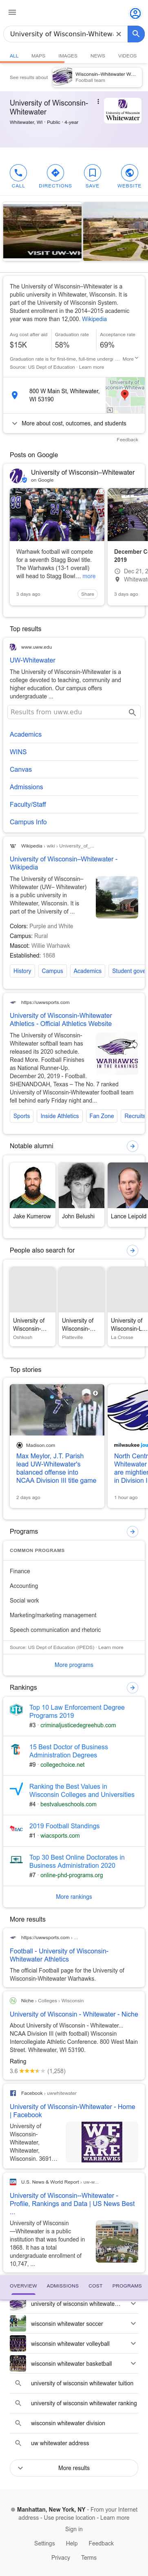 University of Wisconsin-Whitewa
ALL MAPS IMAGES NEWS VIDEOS
See results about
University of Wisconsin–Whitewater W...
Football team
University of Wisconsin-
Whitewater
Whitewater, WI · Public · 4-year
University of Wisconsin
Whitewater
CALL DIRECTIONS SAVE WEBSITE
VISIT UW-WH
The University of Wisconsin–Whitewater is a
public university in Whitewater, Wisconsin. It is
part of the University of Wisconsin System.
Student enrollment in the 2014–2015 academic
year was more than 12,000. Wikipedia
Avg cost after aid Graduation rate Acceptance rate
$15K 58% 69%
Graduation rate is for first-time, full-time undergr ... More
Source: US Dept of Education · Learn more
800 W Main St, Whitewater,
WI 53190
University of
Wisconsin-Whitewater
More about cost, outcomes, and students
Feedback
Posts on Google
University of Wisconsin–Whitewater
on Google
Whitewater football will compete
for a seventh Stagg Bowl title.
The Warhawks (13-1 overall)
will head to Stagg Bowl… more
3 days ago Share
December Co
2019
Dec 21, 2
Whitewate
3 days ago
Top results
www.uww.edu
UW-Whitewater
The University of Wisconsin-Whitewater is a
college devoted to teaching, community and
higher education. Our campus offers
undergraduate ...
Results from uww.edu
Academics
WINS
Canvas
Admissions
Faculty/Staff
Campus Info
Wikipedia › wiki › University_of_...
University of Wisconsin–Whitewater -
Wikipedia
The University of Wisconsin–
Whitewater (UW– Whitewater)
is a public university in
Whitewater, Wisconsin. It is
part of the University of ...
Colors: Purple and White
Campus: Rural
Mascot: Willie Warhawk
Established: 1868
History Campus Academics Student gove
https://uwwsports.com
University of Wisconsin-Whitewater
Athletics - Official Athletics Website
The University of Wisconsin-
Whitewater football team has
released its 2020 schedule.
Read More. Football Finishes
as National Runner-Up.
December 20, 2019 - Football.
SHENANDOAH, Texas – The No. 7 ranked
University of Wisconsin-Whitewater football team
fell behind early Friday night and...
WARHAWKS
IN THE RANKINGS
Sports Inside Athletics Fan Zone Recruits
Notable alumni
Jake Kumerow John Belushi Lance Leipold
People also search for
University of
Wisconsin-...
Oshkosh
University of
Wisconsin-...
Platteville
University of
Wisconsin-L...
La Crosse
Top stories
Madison.com
Max Meylor, J.T. Parish
lead UW-Whitewater's
balanced offense into
NCAA Division III title game
2 days ago
milwaukee jou
North Centra
Whitewater
are mightier
in Division I
1 hour ago
Programs
COMMON PROGRAMS
Finance
Accounting
Social work
Marketing/marketing management
Speech communication and rhetoric
Source: US Dept of Education (IPEDS) · Learn more
More programs
Rankings
Top 10 Law Enforcement Degree
Programs 2019
#3 · criminaljusticedegreehub.com
15 Best Doctor of Business
Administration Degrees
#9 · collegechoice.net
Ranking the Best Values in
Wisconsin Colleges and Universities
#4 · bestvalueschools.com
2019 Football Standings
#1 · wiacsports.com
Top 30 Best Online Doctorates in
Business Administration 2020
#7 · online-phd-programs.org
More rankings
More results
https://uwwsports.com › ...
Football - University of Wisconsin-
Whitewater Athletics
The official Football page for the University of
Wisconsin-Whitewater Warhawks.
Niche › Colleges › Wisconsin
University of Wisconsin - Whitewater - Niche
About University of Wisconsin - Whitewater...
NCAA Division III (with football) Wisconsin
Intercollegiate Athletic Conference. 800 West Main
Street. Whitewater, WI 53190.
Rating
3.6 (1,258)
Facebook › uwwhitewater
University of Wisconsin-Whitewater - Home
| Facebook
University of
Wisconsin-
Whitewater,
Whitewater,
Wisconsin. 3691...
WE ARE
WARHAWKS
U.S. News & World Report › uw-w...
University of Wisconsin--Whitewater -
Profile, Rankings and Data | US News Best
...
University of Wisconsin
—Whitewater is a public
institution that was founded in
1868. It has a total
undergraduate enrollment of
10,747, ...
OVERVIEW ADMISSIONS COST PROGRAMS
university of wisconsin whitewate...
wisconsin whitewater soccer
wisconsin whitewater volleyball
wisconsin whitewater basketball
university of wisconsin whitewater tuition
university of wisconsin whitewater ranking
wisconsin whitewater division
uw whitewater address
More results
Manhattan, New York, NY - From your Internet
address - Use precise location - Learn more
Sign in
Settings Help Feedback
Privacy Terms